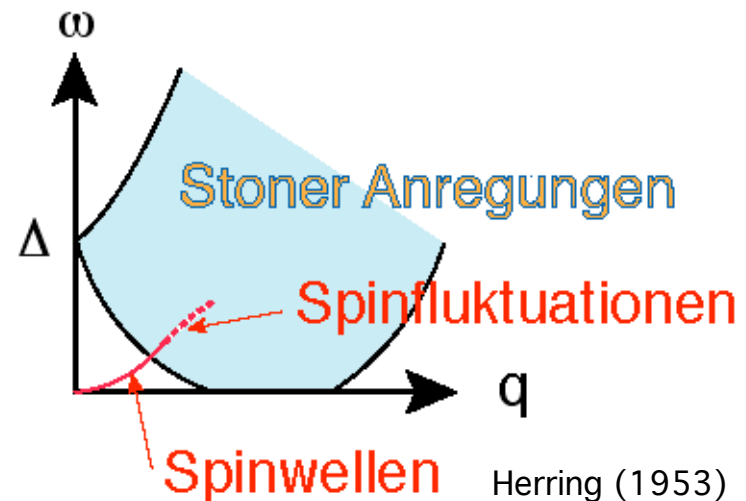 ω
Stoner Anregungen
Δ
Spinfluktuationen
q
Spinwellen
Herring (1953)